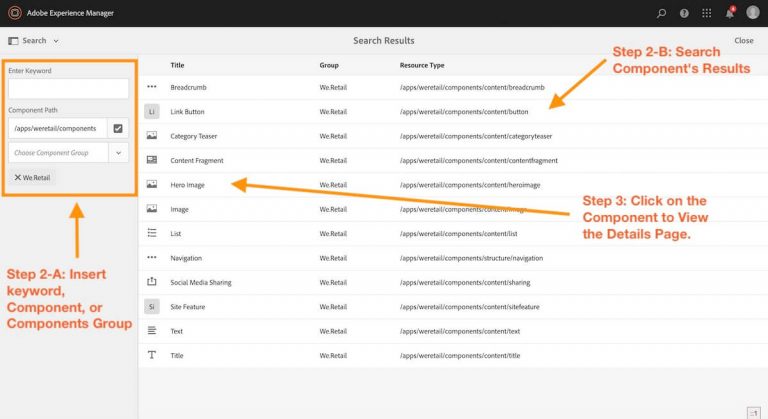 Adobe Experience Manager
4
Search
Search Results
Close
Enter Keyword
Component Path
/apps/weretail/components
Choose Component Group
We.Retail
Title Group Resource Type
Breadcrumb We.Retail /apps/weretail/components/content/breadcrumb
Li Link Button We.Retail /apps/weretail/components/content/button
Category Teaser We.Retail /apps/weretail/components/content/categoryteaser
Content Fragment We.Retail /apps/weretail/components/content/contentfragment
Hero Image We.Retail /apps/weretail/components/content/heroimage
Image We.Retail /apps/weretail/components/content/image
List We.Retail /apps/weretail/components/content/list
Navigation We.Retail /apps/weretail/components/structure/navigation
Social Media Sharing We.Retail /apps/weretail/components/content/sharing
Si Site Feature We.Retail /apps/weretail/components/content/sitefeature
Text We.Retail /apps/weretail/components/content/text
Title We.Retail /apps/weretail/components/content/title
Step 2-A: Insert
keyword,
Component, or
Components Group
Step 2-B: Search
Component's Results
Step 3: Click on the
Component to View
the Details Page.
::1